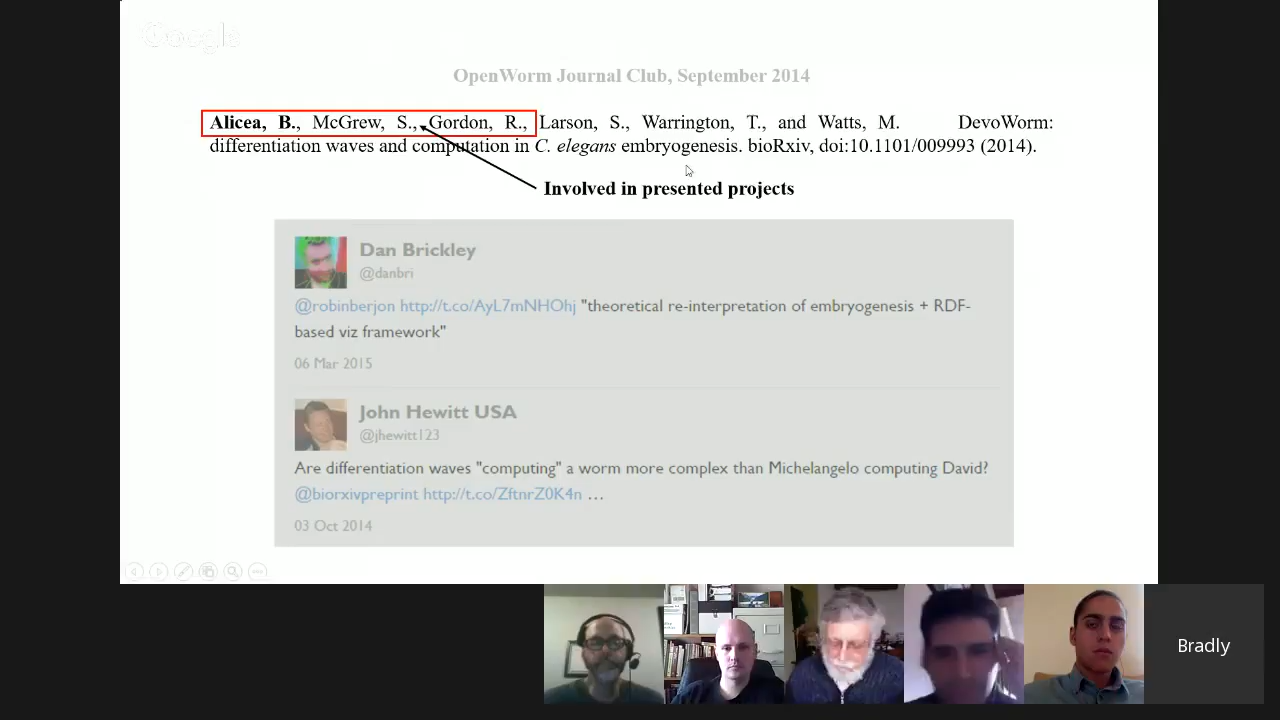 Google
OpenWorm Journal Club, September 2014
Alicea, B., McGrew, S., Gordon, R., Larson, S., Warrington, T., and Watts, M. DevoWorm:
differentiation waves and computation in C. elegans embryogenesis. bioRxiv, doi:10.1101/009993 (2014).
Involved in presented projects
Dan Brickley
@danbri
@robinberjon http://t.co/AyL7mNHOhj "theoretical re-interpretation of embryogenesis + RDF-
based viz framework"
06 Mar 2015
John Hewitt USA
@jhewitt123
Are differentiation waves "computing" a worm more complex than Michelangelo computing David?
@biorxivpreprint http://t.co/ZftnrZ0K4n ...
03 Oct 2014
Bradly